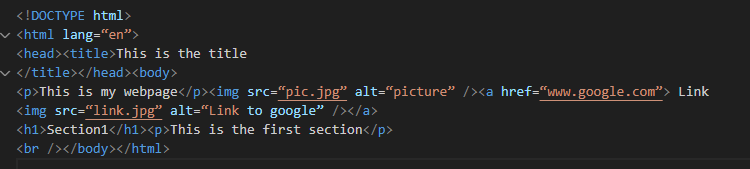 <!DOCTYPE html>
<html lang=“en”>
<head><title>This is the title
</title></head><body>
<p>This is my webpage</p><img src=“pic.jpg” alt=“picture” /><a href=“www.google.com”> Link
<img src=“link.jpg” alt=“Link to google” /></a>
<h1>Section1</h1><p>This is the first section</p>
<br /></body></html>